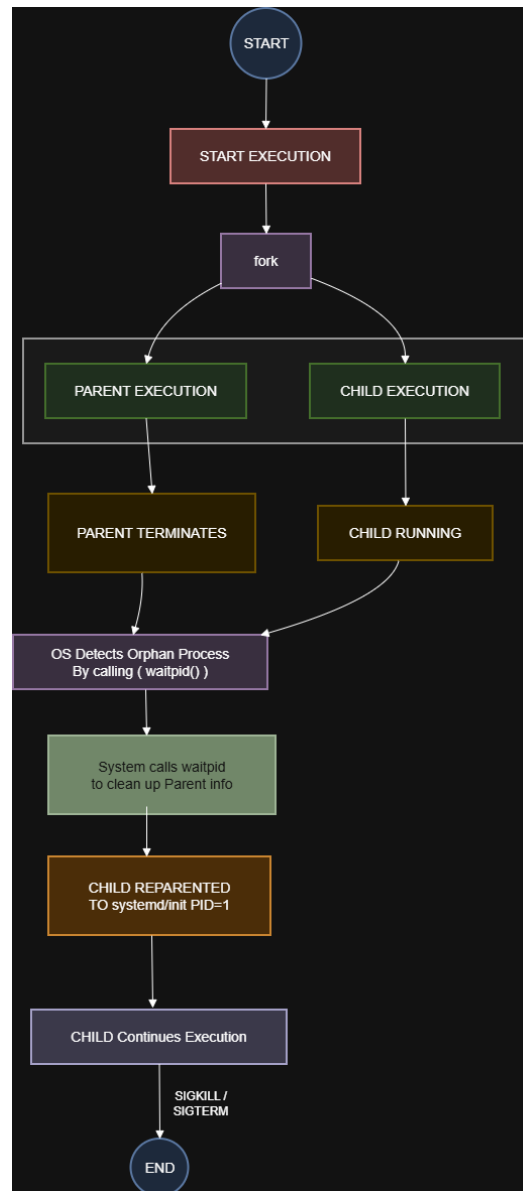 START
START EXECUTION
fork
PARENT EXECUTION
CHILD EXECUTION
PARENT TERMINATES
CHILD RUNNING
OS Detects Orphan Process
By calling ( waitpid() )
System calls waitpid
to clean up Parent info
CHILD REPARENTED
TO systemd/init PID=1
CHILD Continues Execution
SIGKILL /
SIGTERM
END